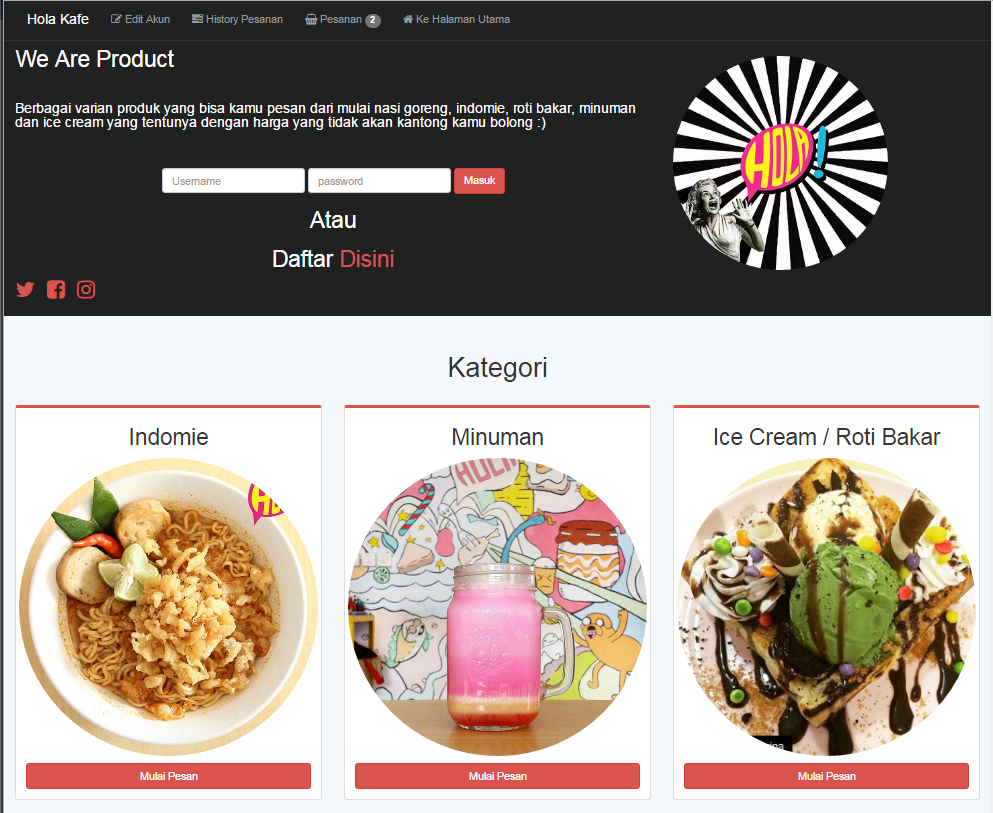 Hola Kafe Edit Akun History Pesanan Pesanan 2 Ke Halaman Utama
We Are Product
Berbagai varian produk yang bisa kamu pesan dari mulai nasi goreng, indomie, roti bakar, minuman
dan ice cream yang tentunya dengan harga yang tidak akan kantong kamu bolong :)
HOLA!
Username password Masuk
Atau
Daftar Disini
Kategori
Indomie
Minuman
Ice Cream / Roti Bakar
HOLA
Mulai Pesan
Mulai Pesan
Mulai Pesan